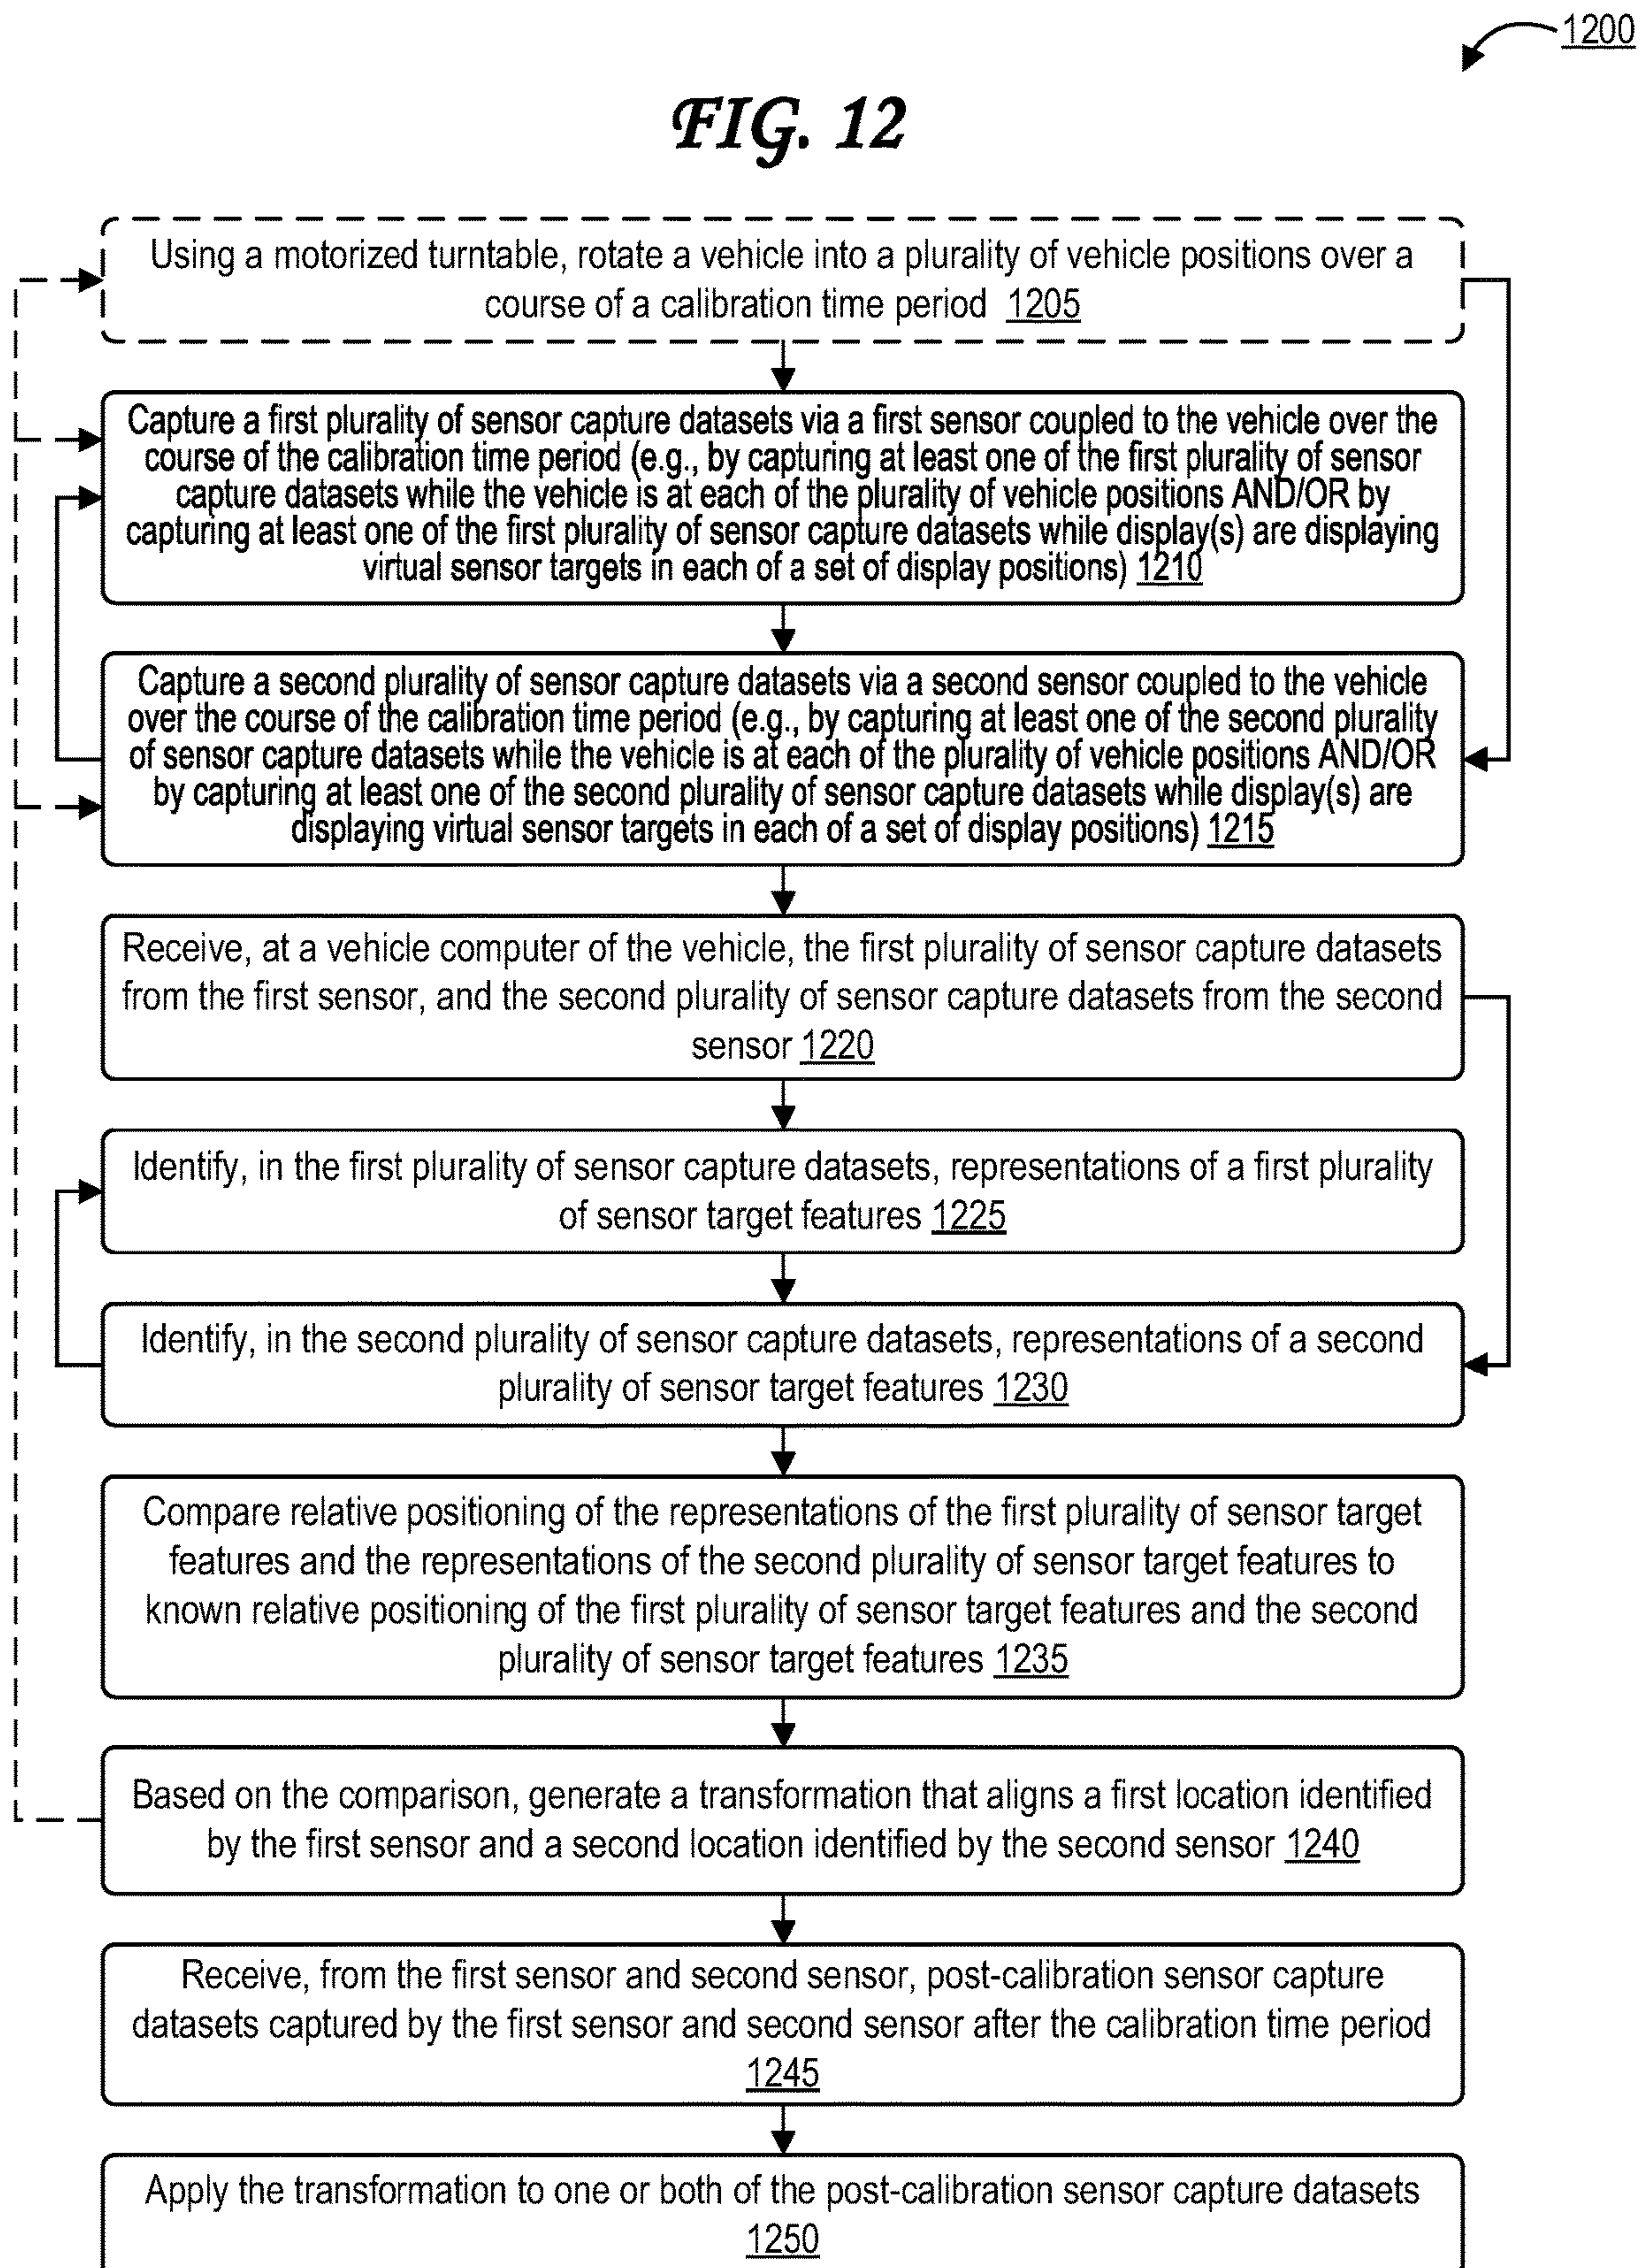 1200
FIG. 12
Using a motorized turntable, rotate a vehicle into a plurality of vehicle positions over a
course of a calibration time period 1205
Capture a first plurality of sensor capture datasets via a first sensor coupled to the vehicle over the
course of the calibration time period (e.g., by capturing at least one of the first plurality of sensor
capture datasets while the vehicle is at each of the plurality of vehicle positions AND/OR by
capturing at least one of the first plurality of sensor capture datasets while display(s) are displaying
virtual sensor targets in each of a set of display positions) 1210
Capture a second plurality of sensor capture datasets via a second sensor coupled to the vehicle
over the course of the calibration time period (e.g., by capturing at least one of the second plurality
of sensor capture datasets while the vehicle is at each of the plurality of vehicle positions AND/OR
by capturing at least one of the second plurality of sensor capture datasets while display(s) are
displaying virtual sensor targets in each of a set of display positions) 1215
Receive, at a vehicle computer of the vehicle, the first plurality of sensor capture datasets
from the first sensor, and the second plurality of sensor capture datasets from the second
sensor 1220
Identify, in the first plurality of sensor capture datasets, representations of a first plurality
of sensor target features 1225
Identify, in the second plurality of sensor capture datasets, representations of a second
plurality of sensor target features 1230
Compare relative positioning of the representations of the first plurality of sensor target
features and the representations of the second plurality of sensor target features to
known relative positioning of the first plurality of sensor target features and the second
plurality of sensor target features 1235
Based on the comparison, generate a transformation that aligns a first location identified
by the first sensor and a second location identified by the second sensor 1240
Receive, from the first sensor and second sensor, post-calibration sensor capture
datasets captured by the first sensor and second sensor after the calibration time period
1245
Apply the transformation to one or both of the post-calibration sensor capture datasets
1250